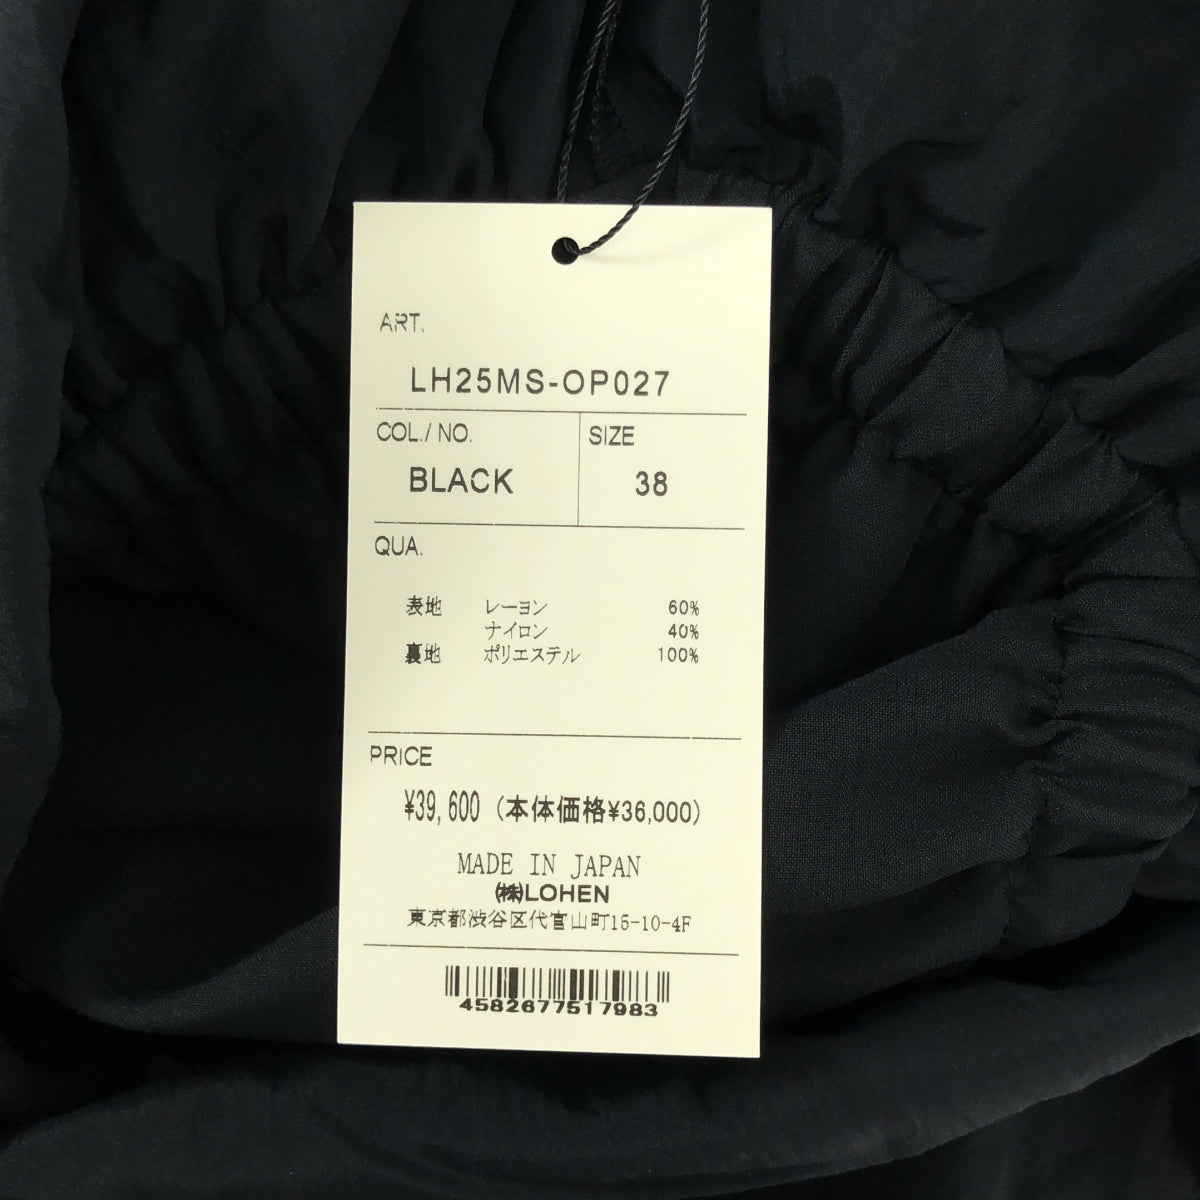 ART.
LH25MS-OP027
COL./NO. SIZE
BLACK 38
QUA.
表地 レーヨン 60%
ナイロン 40%
裏地 ポリエステル 100%
PRICE
¥39,600 (本体価格¥36,000)
MADE IN JAPAN
㈱LOHEN
東京都渋谷区代官山町15-10-4F
4582677517983